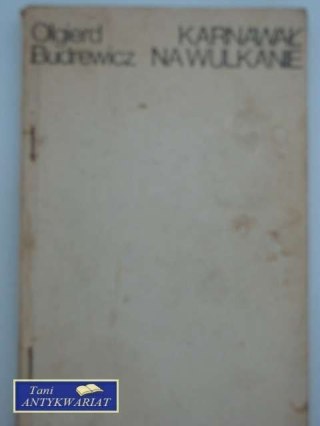 Olgierd KARNAWAŁ
Budrewicz NA WULKANIE
Tani
ANTYKWARIAT